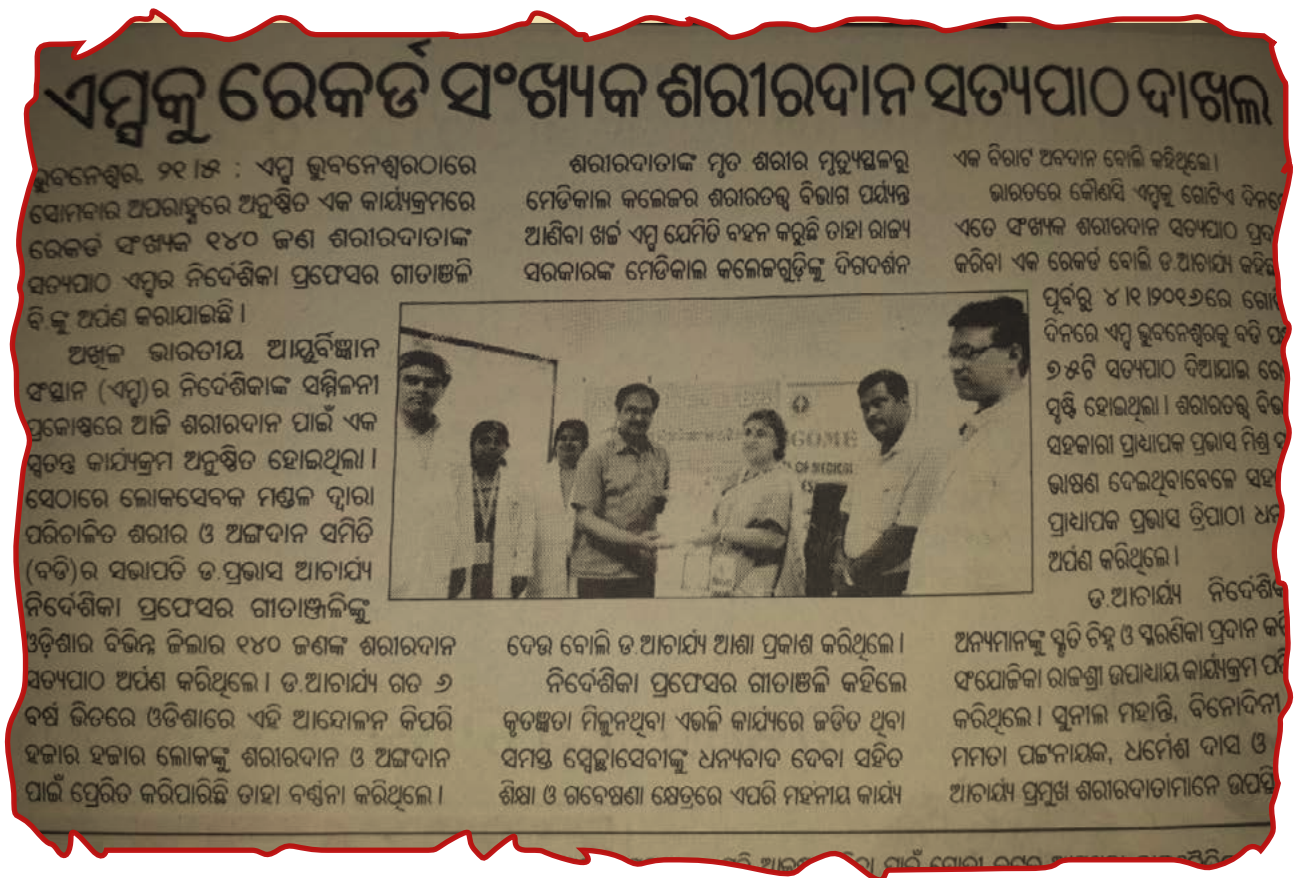 ଏମ୍ସକୁ ରେକର୍ଡ ସଂଖ୍ୟକ ଶରୀରଦାନ ସତ୍ୟପାଠ ଦାଖଲ
ଭୁବନେଶ୍ୱର, ୨୧।୫ : ଏମ୍ସ ଭୁବନେଶ୍ୱରଠାରେ
ସୋମବାର ଅପରାହ୍ନରେ ଅନୁଷ୍ଠିତ ଏକ କାର୍ଯ୍ୟକ୍ରମରେ
ରେକର୍ଡ ସଂଖ୍ୟକ ୧୪୦ ଜଣ ଶରୀରଦାତାଙ୍କ
ସତ୍ୟପାଠ ଏମ୍ସର ନିର୍ଦେଶିକା ପ୍ରଫେସର ଗୀତାଞ୍ଜଳି
ବି.ଙ୍କୁ ଅର୍ପଣ କରାଯାଇଛି ।
ଅଖିଳ ଭାରତୀୟ ଆୟୁର୍ବିଜ୍ଞାନ
ସଂସ୍ଥାନ (ଏମ୍ସ)ର ନିର୍ଦେଶିକାଙ୍କ ସମ୍ମିଳନୀ
ପ୍ରକୋଷ୍ଠରେ ଆଜି ଶରୀରଦାନ ପାଇଁ ଏକ
ସ୍ୱତନ୍ତ୍ର କାର୍ଯ୍ୟକ୍ରମ ଅନୁଷ୍ଠିତ ହୋଇଥିଲା ।
ସେଠାରେ ଲୋକସେବକ ମଣ୍ଡଳ ଦ୍ୱାରା
ପରିଚାଳିତ ଶରୀର ଓ ଅଙ୍ଗଦାନ ସମିତି
(ବଡି)ର ସଭାପତି ଡ.ପ୍ରଭାସ ଆଚାର୍ଯ୍ୟ
ନିର୍ଦେଶିକା ପ୍ରଫେସର ଗୀତାଞ୍ଜଳିଙ୍କୁ
ଓଡ଼ିଶାର ବିଭିନ୍ନ ଜିଲାର ୧୪୦ ଜଣଙ୍କ ଶରୀରଦାନ
ସତ୍ୟପାଠ ଅର୍ପଣ କରିଥିଲେ । ଡ.ଆଚାର୍ଯ୍ୟ ଗତ ୬
ବର୍ଷ ଭିତରେ ଓଡିଶାରେ ଏହି ଆନ୍ଦୋଳନ କିପରି
ହଜାର ହଜାର ଲୋକଙ୍କୁ ଶରୀରଦାନ ଓ ଅଙ୍ଗଦାନ
ପାଇଁ ପ୍ରେରିତ କରିପାରିଛି ତାହା ବର୍ଣ୍ଣନା କରିଥିଲେ ।
ଶରୀରଦାତାଙ୍କ ମୃତ ଶରୀର ମୃତ୍ୟୁସ୍ଥଳରୁ
ମେଡିକାଲ କଲେଜର ଶରୀରତତ୍ତ୍ୱ ବିଭାଗ ପର୍ଯ୍ୟନ୍ତ
ଆଣିବା ଖର୍ଚ୍ଚ ଏମ୍ସ ଯେମିତି ବହନ କରୁଛି ତାହା ରାଜ୍ୟ
ସରକାରଙ୍କ ମେଡିକାଲ କଲେଜଗୁଡ଼ିଙ୍କୁ ଦିଗଦର୍ଶନ
GOME
OF MEDICI
ଦେଉ ବୋଲି ଡ.ଆଚାର୍ଯ୍ୟ ଆଶା ପ୍ରକାଶ କରିଥିଲେ ।
ନିର୍ଦେଶିକା ପ୍ରଫେସର ଗୀତାଞ୍ଜଳି କହିଲେ
କୃତଜ୍ଞତା ମିଳୁନଥିବା ଏଭଳି କାର୍ଯ୍ୟରେ ଜଡିତ ଥିବା
ସମସ୍ତ ସ୍ୱେଚ୍ଛାସେବୀଙ୍କୁ ଧନ୍ୟବାଦ ଦେବା ସହିତ
ଶିକ୍ଷା ଓ ଗବେଷଣା କ୍ଷେତ୍ରରେ ଏପରି ମହନୀୟ କାର୍ଯ୍ୟ
ଏକ ବିରାଟ ଅବଦାନ ବୋଲି କହିଥିଲେ ।
ଭାରତରେ କୌଣସି ଏମ୍ସକୁ ଗୋଟିଏ
ଏତେ ସଂଖ୍ୟକ ଶରୀରଦାନ ସତ୍ୟପାଠ
କରିବା ଏକ ରେକର୍ଡ ବୋଲି ଡ.ଆଚାର୍ଯ୍ୟ
ପୂର୍ବରୁ ୪।୧।୨୦୧୬ରେ
ଦିନରେ ଏମ୍ସ ଭୁବନେଶ୍ୱରକୁ ବଡି
୭୫ଟି ସତ୍ୟପାଠ ଦିଆଯାଇ
ସୃଷ୍ଟି ହୋଇଥିଲା । ଶରୀରତତ୍ତ୍ୱ
ସହକାରୀ ପ୍ରାଧ୍ୟାପକ ପ୍ରଭାସ ମିଶ୍ର
ଭାଷଣ ଦେଇଥିବାବେଳେ
ପ୍ରାଧ୍ୟାପକ ପ୍ରଭାସ ତ୍ରିପାଠୀ
ଅର୍ପଣ କରିଥିଲେ ।
ଡ.ଆଚାର୍ଯ୍ୟ
ଅନ୍ୟମାନଙ୍କୁ ସ୍ମୃତି ଚିହ୍ନ ଓ ସ୍ମରଣିକା ପ୍ରଦାନ
ସଂଯୋଜିକା ରାଜଶ୍ରୀ ଉପାଧ୍ୟାୟ କାର୍ଯ୍ୟକ୍ରମ
କରିଥିଲେ । ସୁନୀଲ ମହାନ୍ତି, ବିନୋଦିନୀ
ମମତା ପଟ୍ଟନାୟକ, ଧର୍ମେଶ ଦାସ ଓ
ଆଚାର୍ଯ୍ୟ ପ୍ରମୁଖ ଶରୀରଦାତାମାନେ